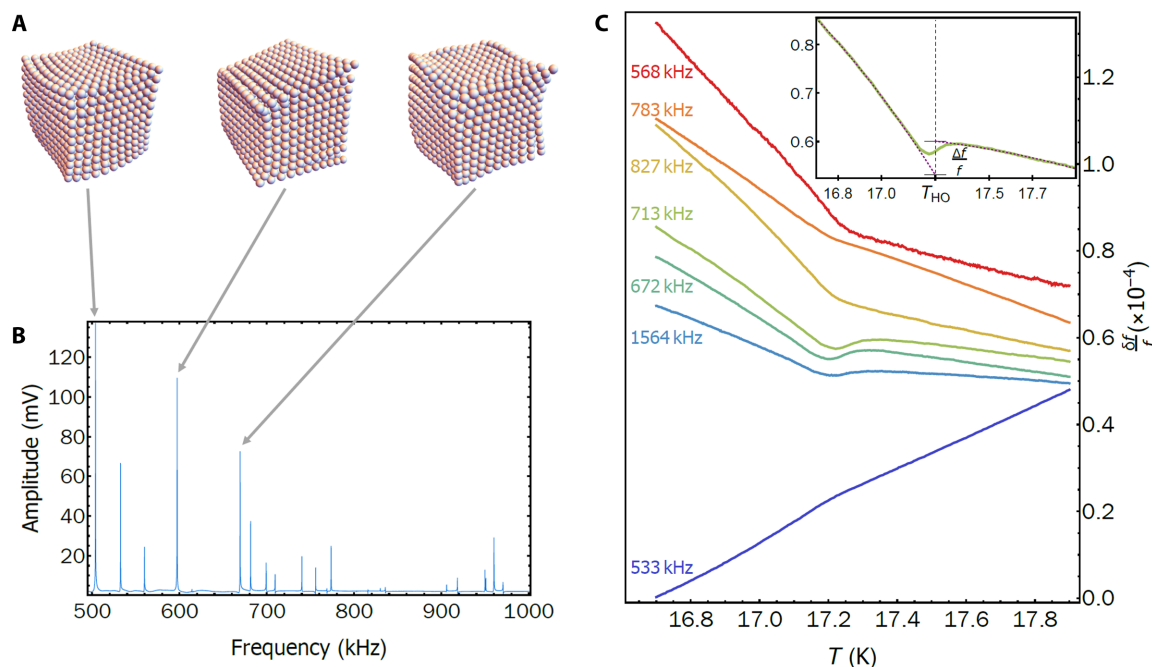 A
B
Amplitude (mV)
120
100
80
60
40
20
500 600 700 800 900 1000
Frequency (kHz)
C
568 kHz
783 kHz
827 kHz
713 kHz
672 kHz
1564 kHz
533 kHz
0.8
0.7
0.6
Δf
f
16.8 17.0 T_HO 17.5 17.7
1.2
1.0
0.8
0.6
0.4
0.2
0.0
δf
f
(×10⁻⁴)
16.8 17.0 17.2 17.4 17.6 17.8
T (K)